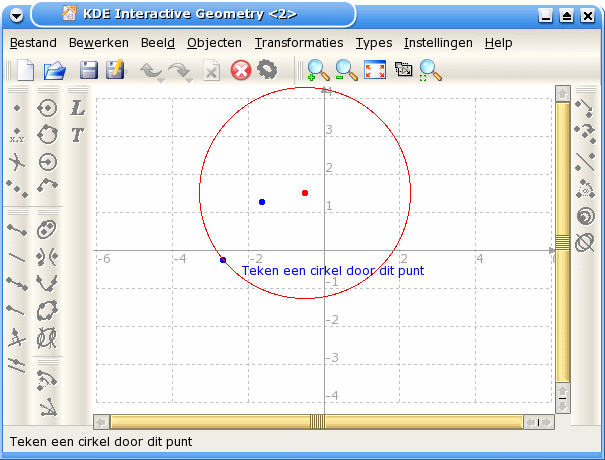 KDE Interactive Geometry <2>
Bestand Bewerken Beeld Objecten Transformaties Types Instellingen Help
X,Y
L
T
4
3
2
1
-6 -4 -2 2 4 6
Teken een cirkel door dit punt
-1
-2
-3
-4
Teken een cirkel door dit punt